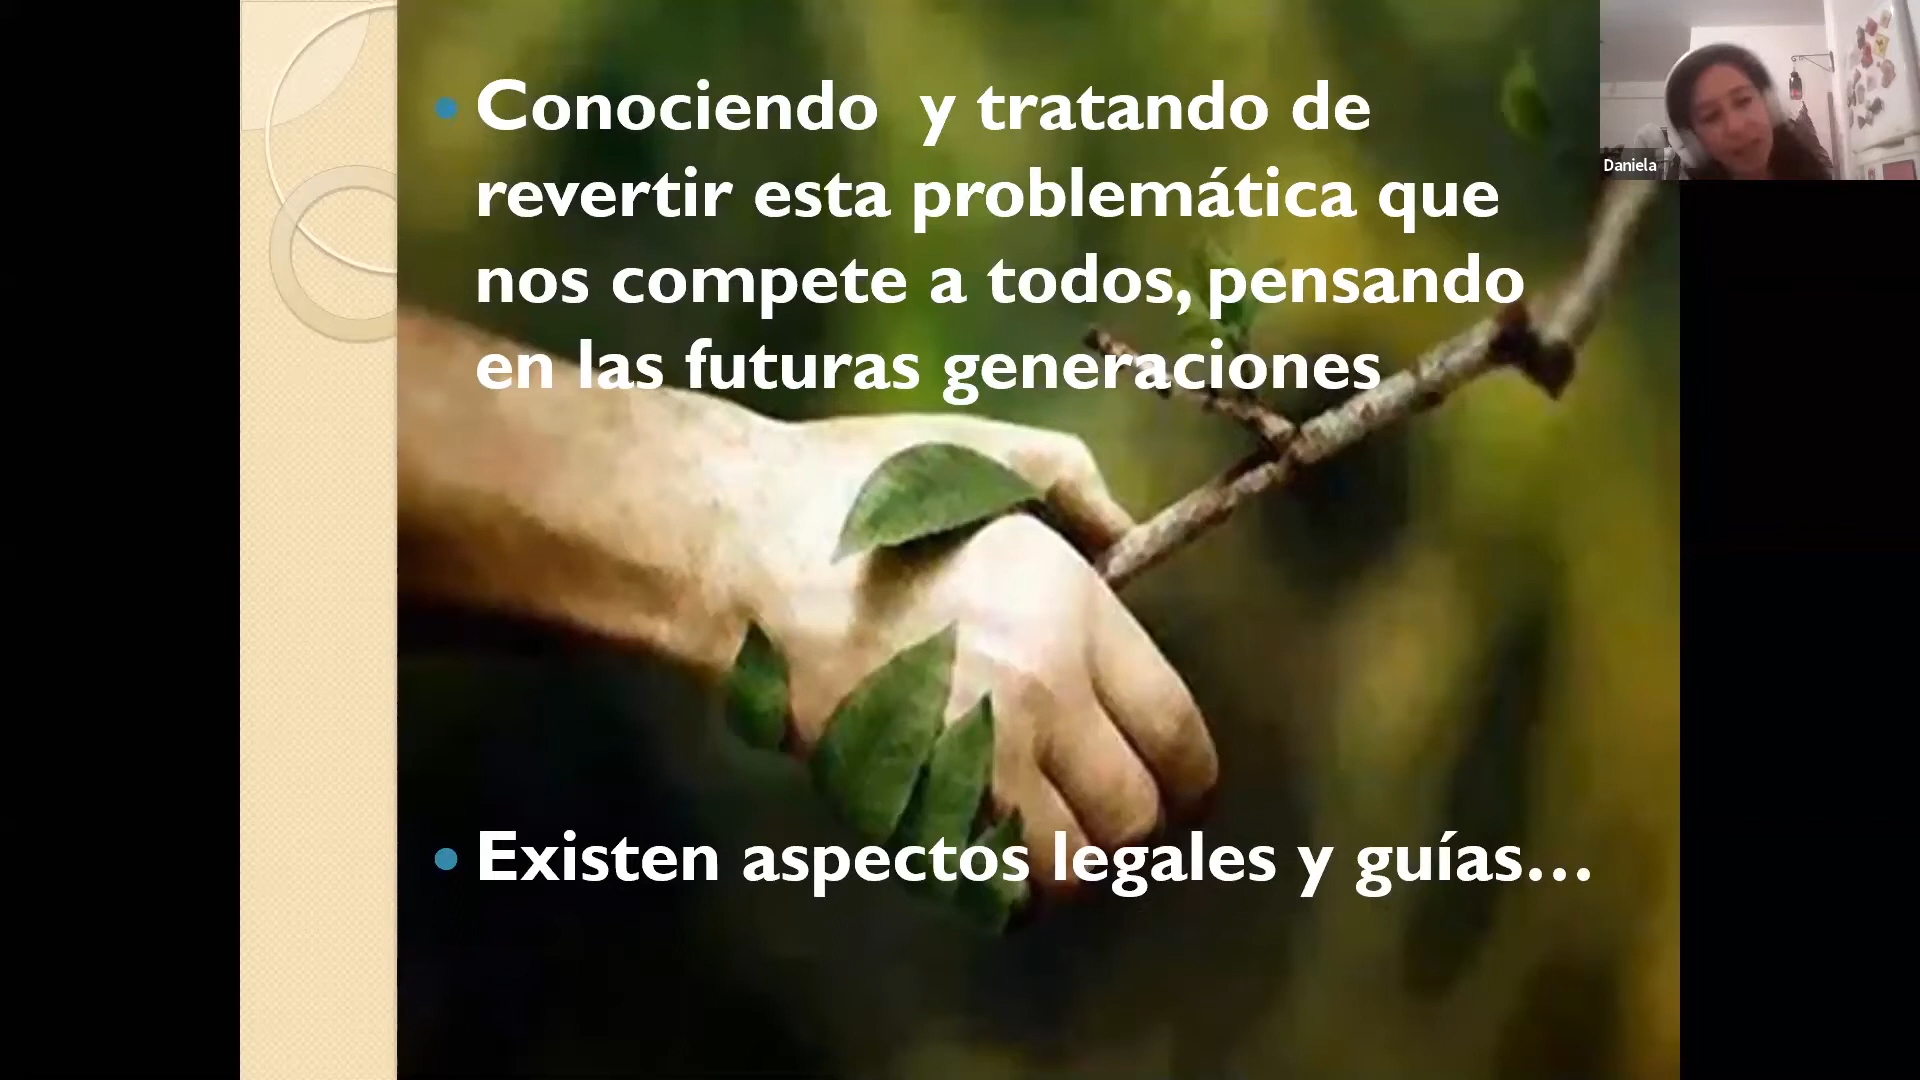 • Conociendo y tratando de
revertir esta problemática que
nos compete a todos, pensando
en las futuras generaciones
• Existen aspectos legales y guías...
Daniela